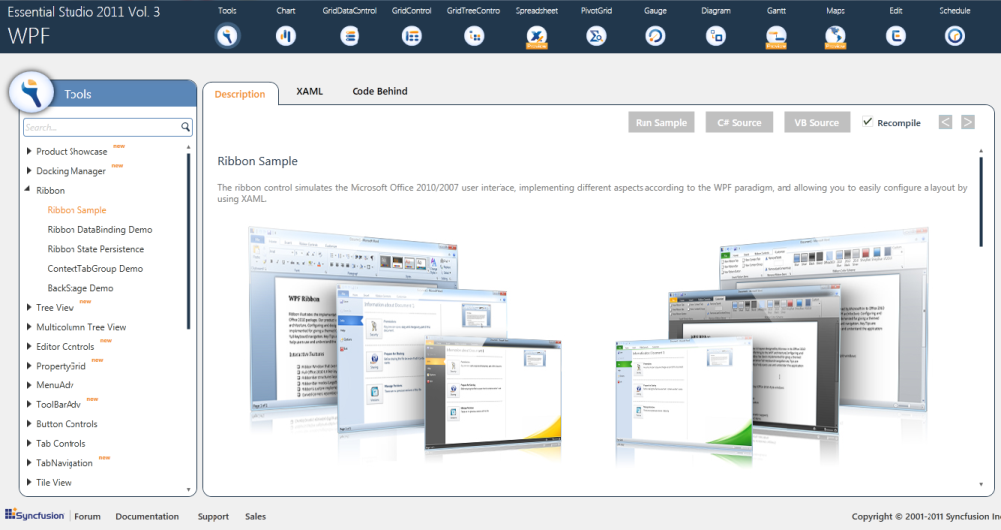 Essential Studio 2011 Vol. 3
WPF
Tools
Chart
GridDataControl
GridControl
GridTreeContro
Spreadsheet
PivotGrid
Gauge
Diagram
Gantt
Maps
Edit
Schedule
Preview
Preview
Preview
Tools
Search...
Product Showcase new
Docking Manager new
Ribbon
Ribbon Sample
Ribbon DataBinding Demo
Ribbon State Persistence
ContextTabGroup Demo
BackStage Demo
Tree View new
Multicolumn Tree View
Editor Controls new
PropertyGrid new
MenuAdv
ToolBarAdv new
Button Controls
Tab Controls
TabNavigation new
Tile View
Description
XAML
Code Behind
Run Sample
C# Source
VB Source
Recompile
< >
Ribbon Sample
The ribbon control simulates the Microsoft Office 2010/2007 user interface, implementing different aspects according to the WPF paradigm, and allowing you to easily configure a layout by
using XAML.
WPF Ribbon
Interactive Features
Syncfusion
Forum
Documentation
Support
Sales
Copyright © 2001-2011 Syncfusion Inc